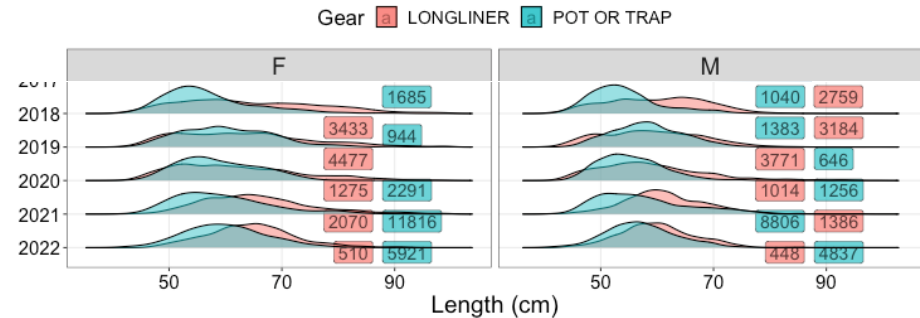 Gear a LONGLINER a POT OR TRAP
F M
2017
1685 1040 2759
2018
3433 944 1383 3184
2019
4477 3771 646
2020
1275 2291 1014 1256
2021
2070 11816 8806 1386
2022
510 5921 448 4837
50 70 90 50 70 90
Length (cm)